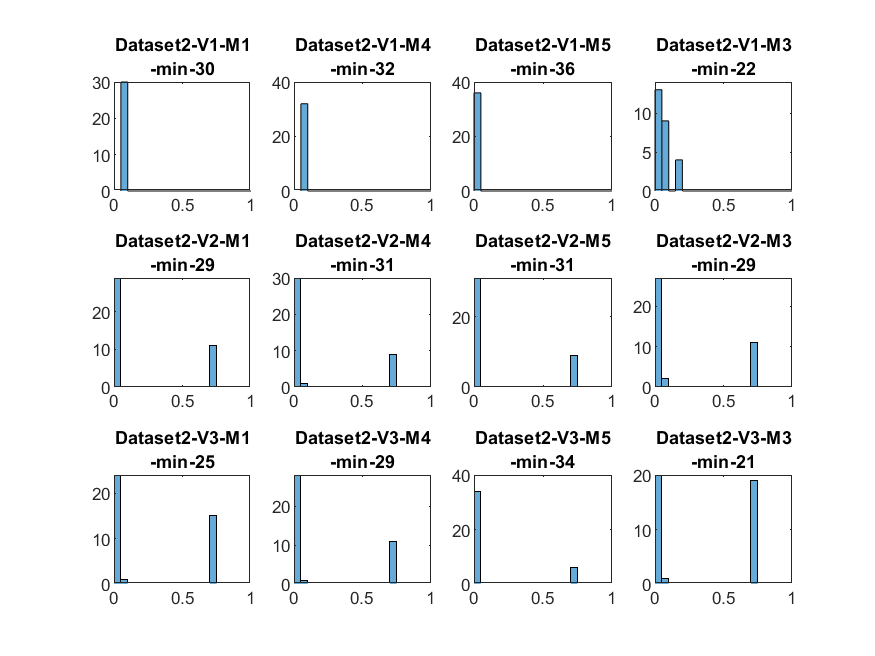 Dataset2-V1-M1
-min-30
Dataset2-V1-M4
-min-32
Dataset2-V1-M5
-min-36
Dataset2-V1-M3
-min-22
30
20
10
0
0 0.5 1
40
20
0
0 0.5 1
40
20
0
0 0.5 1
10
5
0
0 0.5 1
Dataset2-V2-M1
-min-29
Dataset2-V2-M4
-min-31
Dataset2-V2-M5
-min-31
Dataset2-V2-M3
-min-29
20
10
0
0 0.5 1
30
20
10
0
0 0.5 1
20
0
0 0.5 1
20
10
0
0 0.5 1
Dataset2-V3-M1
-min-25
Dataset2-V3-M4
-min-29
Dataset2-V3-M5
-min-34
Dataset2-V3-M3
-min-21
20
10
0
0 0.5 1
20
10
0
0 0.5 1
40
20
0
0 0.5 1
20
10
0
0 0.5 1